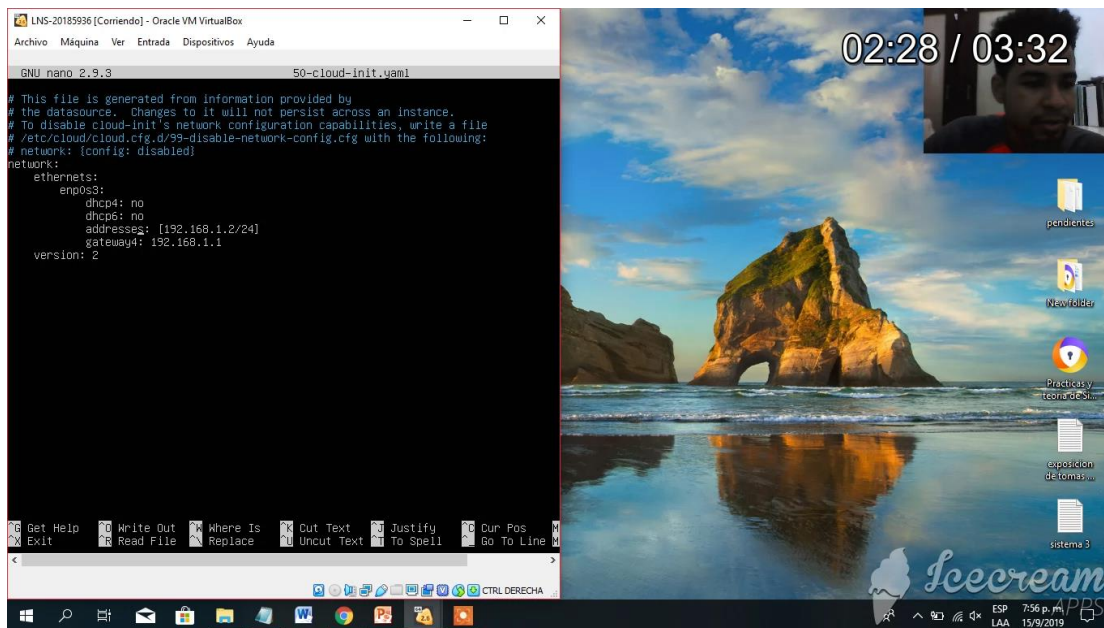 LNS-20185936 [Corriendo] - Oracle VM VirtualBox
Archivo Máquina Ver Entrada Dispositivos Ayuda
GNU nano 2.9.3 50-cloud-init.yaml
# This file is generated from information provided by
# the datasource. Changes to it will not persist across an instance.
# To disable cloud-init's network configuration capabilities, write a file
# /etc/cloud/cloud.cfg.d/99-disable-network-config.cfg with the following:
# network: {config: disabled}
network:
ethernets:
enp0s3:
dhcp4: no
dhcp6: no
addresses: [192.168.1.2/24]
gateway4: 192.168.1.1
version: 2
^G Get Help ^O Write Out ^W Where Is ^K Cut Text ^J Justify ^C Cur Pos M
^X Exit ^R Read File ^\ Replace ^U Uncut Text ^T To Spell ^_ Go To Line M
CTRL DERECHA
02:28 / 03:32
pendientes
New folder
Practicas y
teoria de Si...
exposicion
de tomas ...
sistema 3
Icecream
APPS
ESP 7:56 p. m.
LAA 15/9/2019